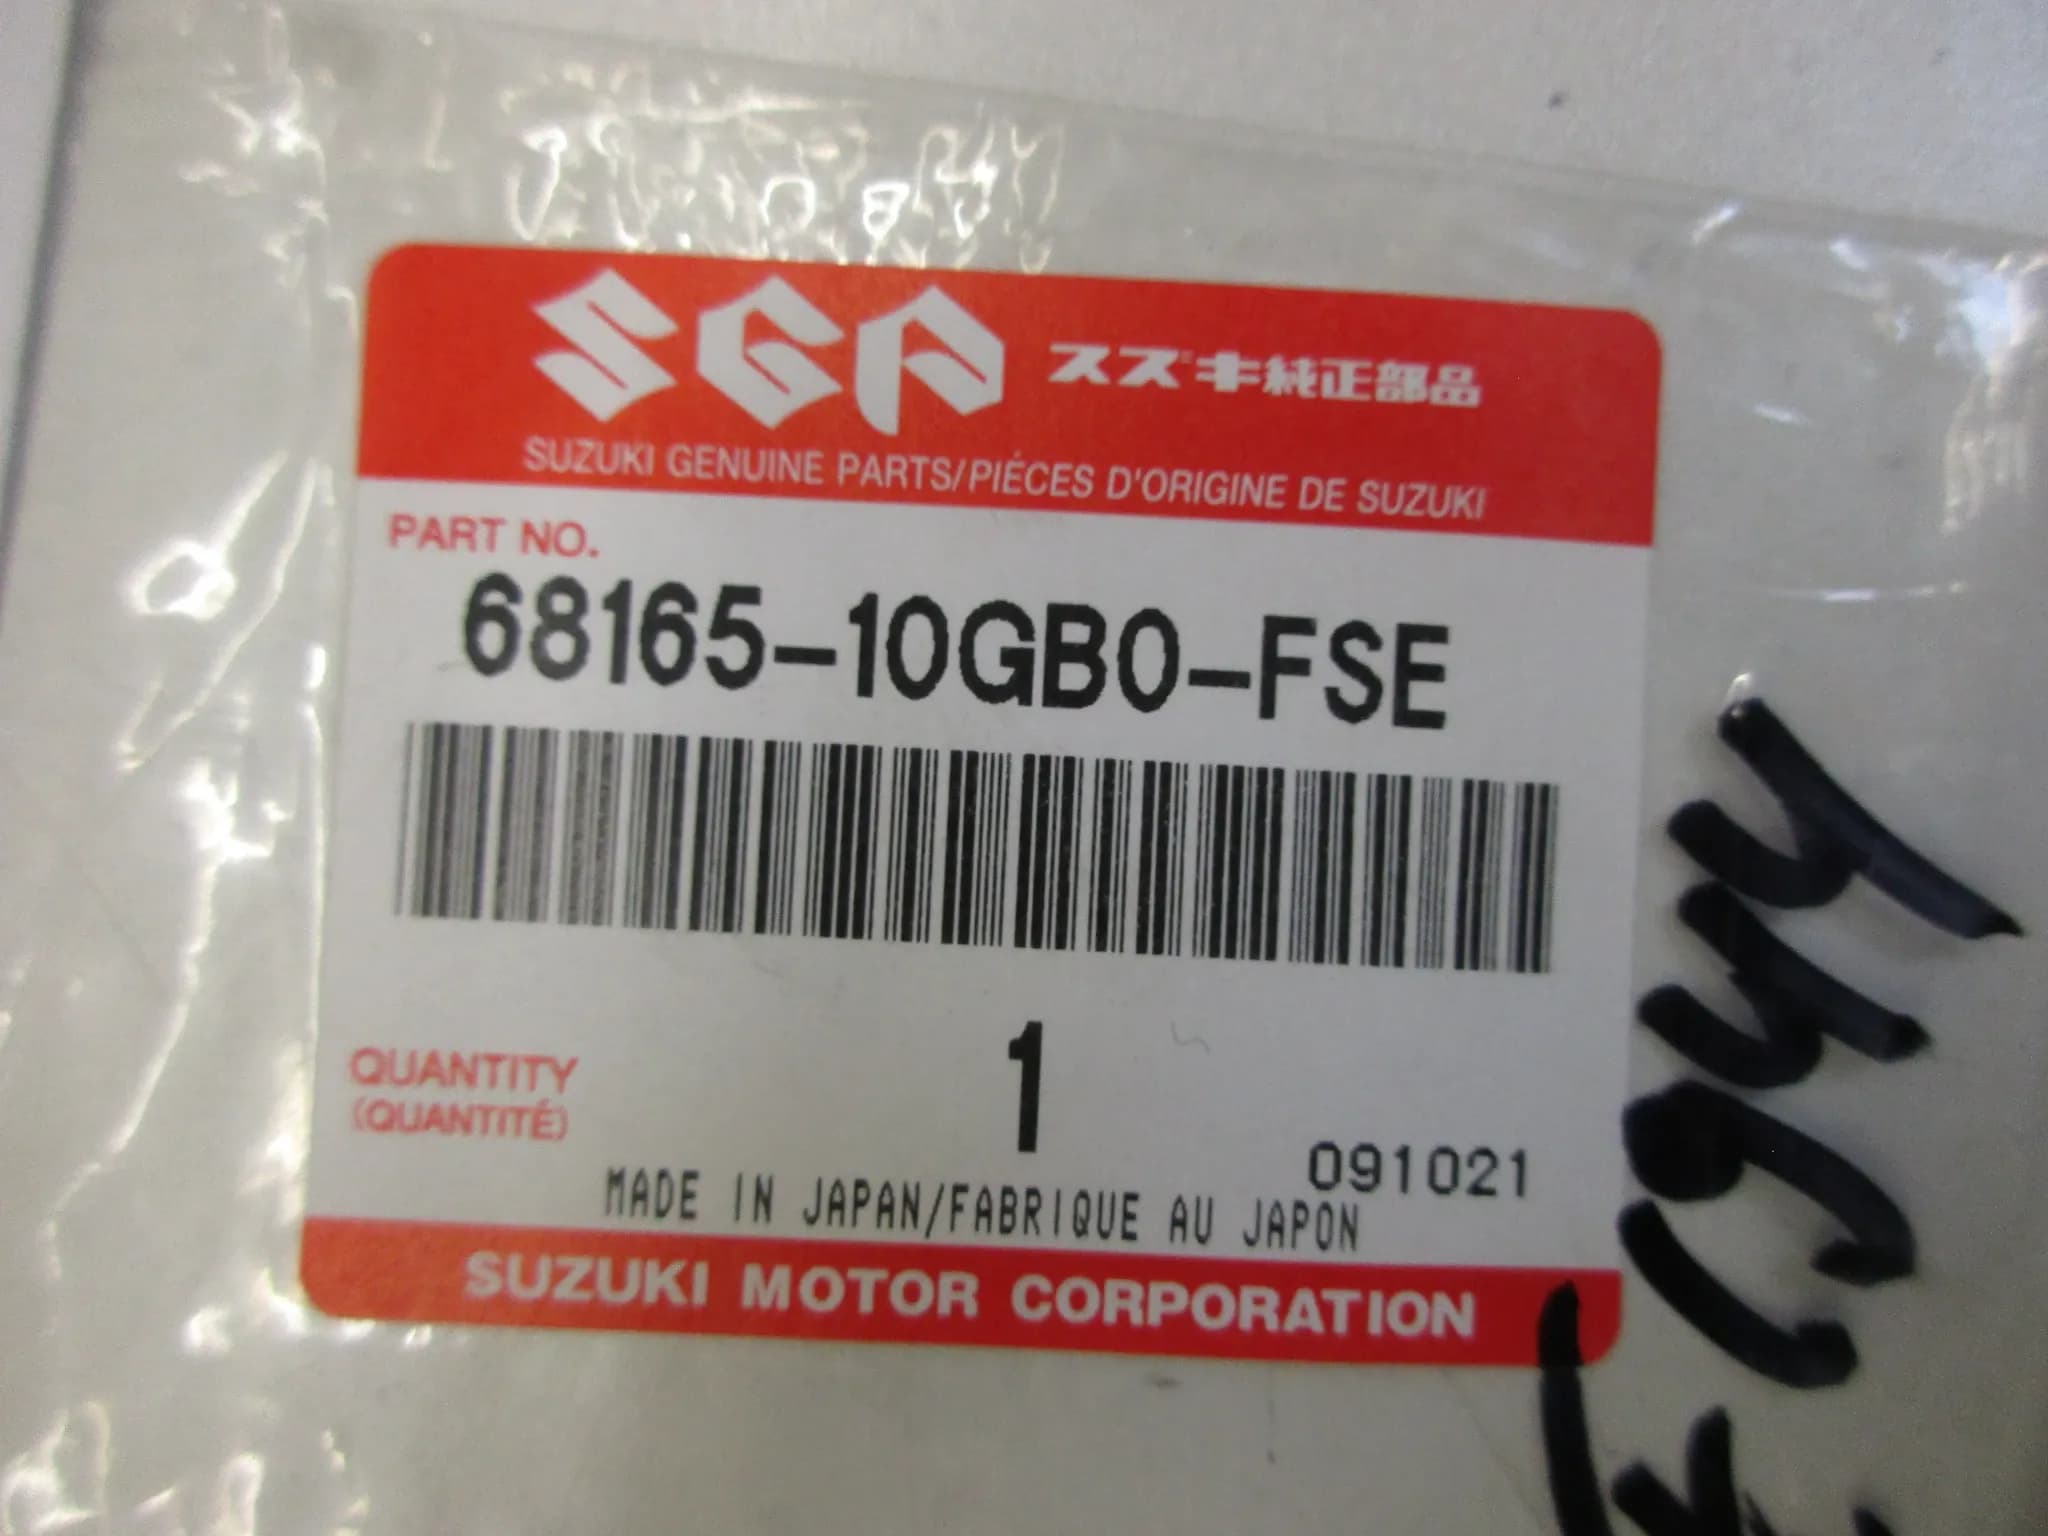 SGP スズキ純正部品
SUZUKI GENUINE PARTS/PIÉCES D'ORIGINE DE SUZUKI
PART NO.
68165-10GB0-FSE
QUANTITY
(QUANTITÉ)
1
091021
MADE IN JAPAN/FABRIQUE AU JAPON
SUZUKI MOTOR CORPORATION